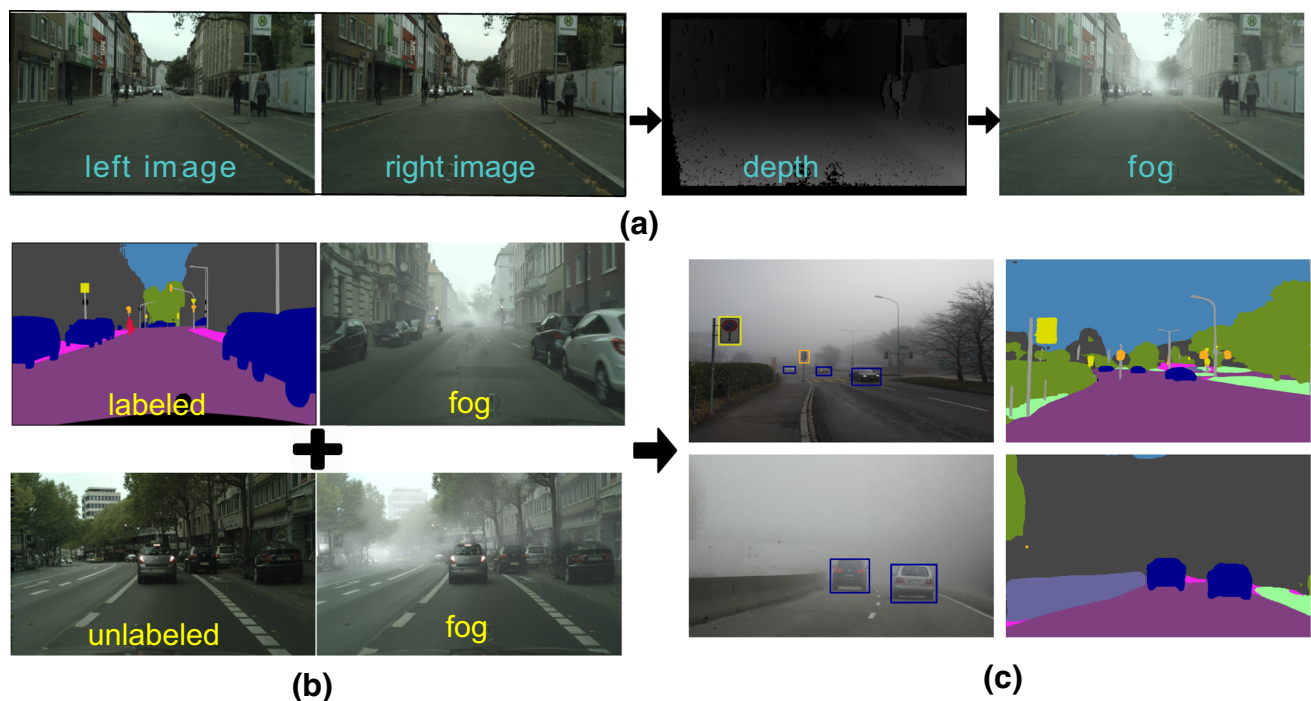 H
left image
right image
depth
fog
(a)
labeled
fog
unlabeled
fog
(b)
(c)